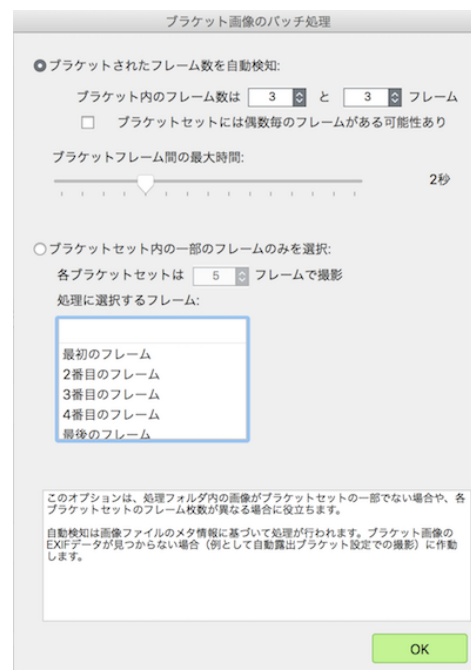 ブラケット画像のバッチ処理
ブラケットされたフレーム数を自動検知:
ブラケット内のフレーム数は 3 と 3 フレーム
ブラケットセットには偶数毎のフレームがある可能性あり
ブラケットフレーム間の最大時間:
2秒
ブラケットセット内の一部のフレームのみを選択:
各ブラケットセットは 5 フレームで撮影
処理に選択するフレーム:
最初のフレーム
2番目のフレーム
3番目のフレーム
4番目のフレーム
最後のフレーム
このオプションは、処理フォルダ内の画像がブラケットセットの一部でない場合や、各
ブラケットセットのフレーム枚数が異なる場合に役立ちます。
自動検知は画像ファイルのメタ情報に基づいて処理が行われます。ブラケット画像の
EXIFデータが見つからない場合（例として自動露出ブラケット設定での撮影）に作動
します。
OK